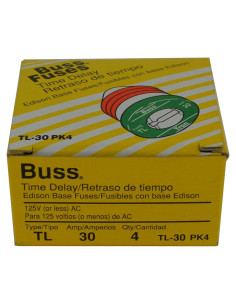 Buss
Fuses
Time Delay
Retraso de tiempo
Edison Base Fuses/Fusibles con base Edison
TL-30 PK4
Buss®
Time Delay/Retraso de tiempo
Edison Base Fuses/Fusibles con base Edison
125V (or less) AC
Para 125 voltios (o menos) de AC
Type/Tipo Amp/Amperios Qty/Cantidad
TL 30 4 TL-30 PK4